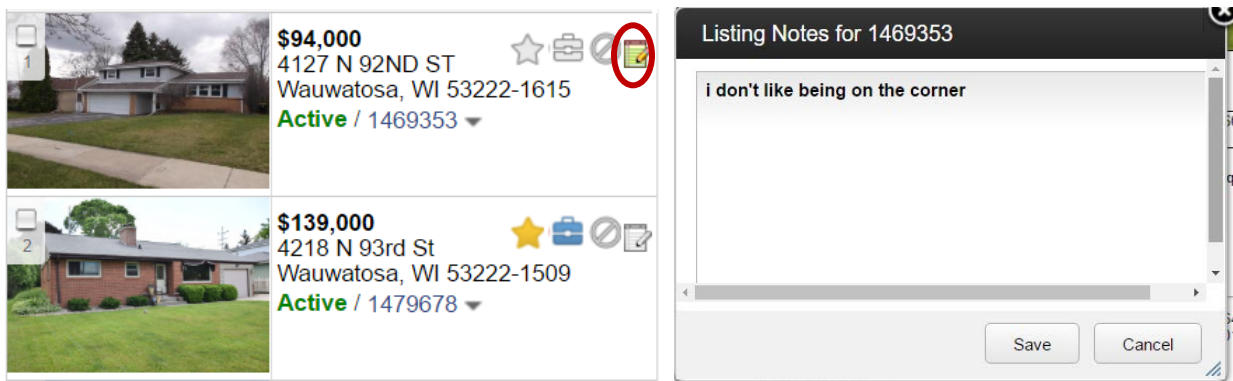 1
$94,000
4127 N 92ND ST
Wauwatosa, WI 53222-1615
Active / 1469353
2
$139,000
4218 N 93rd St
Wauwatosa, WI 53222-1509
Active / 1479678
Listing Notes for 1469353
i don't like being on the corner
Save
Cancel